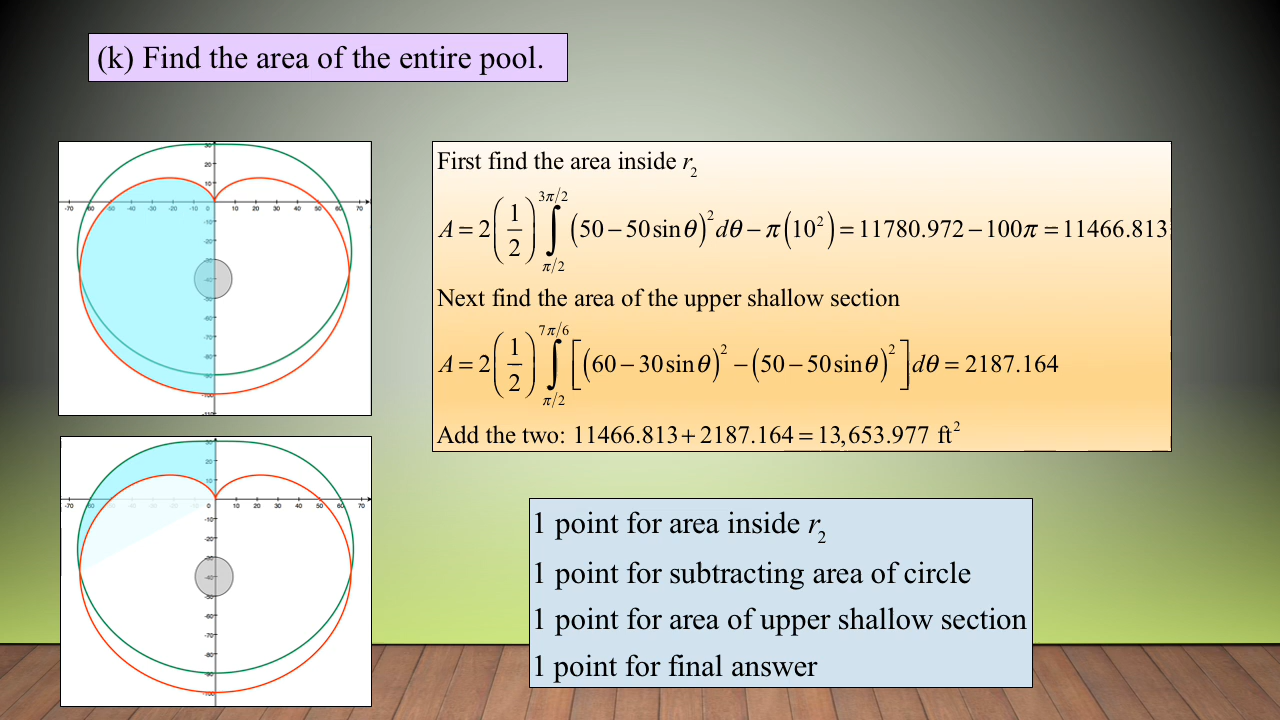 (k) Find the area of the entire pool.
First find the area inside r₂
A = 2(1/2) ∫_{π/2}^{3π/2} (50 − 50 sin θ)² dθ − π(10²) = 11780.972 − 100π = 11466.813
Next find the area of the upper shallow section
A = 2(1/2) ∫_{π/2}^{7π/6} [(60 − 30 sin θ)² − (50 − 50 sin θ)²] dθ = 2187.164
Add the two: 11466.813 + 2187.164 = 13,653.977 ft²
1 point for area inside r₂
1 point for subtracting area of circle
1 point for area of upper shallow section
1 point for final answer